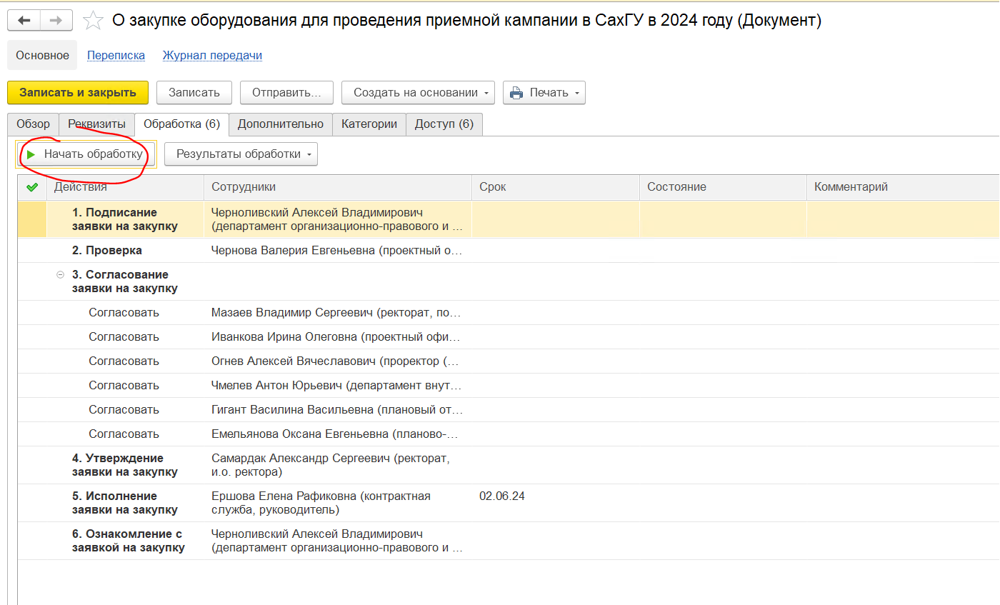 О закупке оборудования для проведения приемной кампании в СахГУ в 2024 году (Документ)
Основное Переписка Журнал передачи
Записать и закрыть Записать Отправить... Создать на основании Печать
Обзор Реквизиты Обработка (6) Дополнительно Категории Доступ (6)
Начать обработку Результаты обработки
Действия Сотрудники Срок Состояние Комментарий
1. Подписание Черноливский Алексей Владимирович
заявки на закупку (департамент организационно-правового и ...
2. Проверка Чернова Валерия Евгеньевна (проектный о...
3. Согласование
заявки на закупку
Согласовать Мазаев Владимир Сергеевич (ректорат, по...
Согласовать Иванкова Ирина Олеговна (проектный офи...
Согласовать Огнев Алексей Вячеславович (проректор (...
Согласовать Чмелев Антон Юрьевич (департамент внут...
Согласовать Гигант Василина Васильевна (плановый от...
Согласовать Емельянова Оксана Евгеньевна (планово-...
4. Утверждение Самардак Александр Сергеевич (ректорат,
заявки на закупку и.о. ректора)
5. Исполнение Ершова Елена Рафиковна (контрактная 02.06.24
заявки на закупку служба, руководитель)
6. Ознакомление с Черноливский Алексей Владимирович
заявкой на закупку (департамент организационно-правового и ...